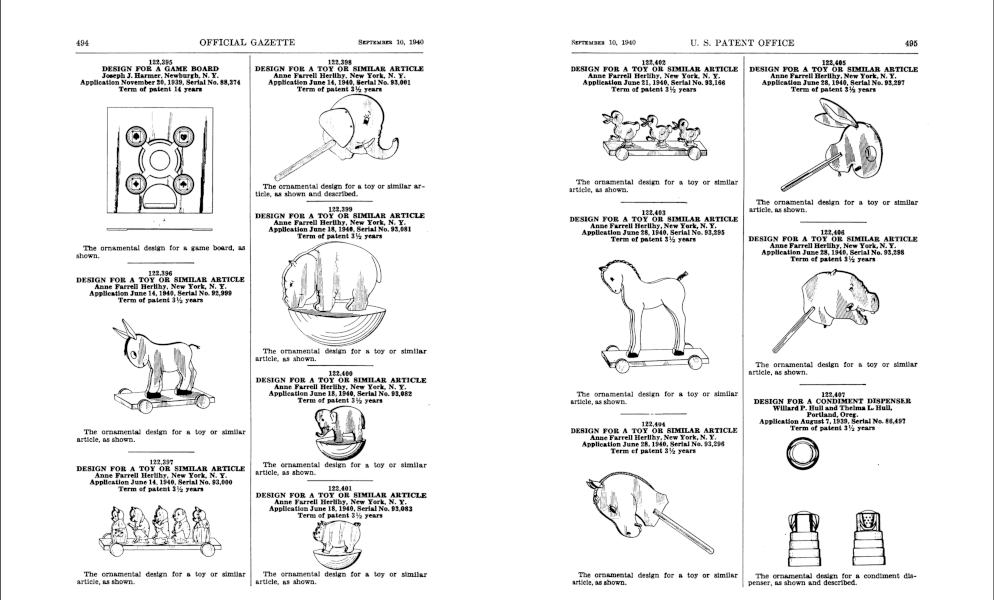 494
OFFICIAL GAZETTE
SEPTEMBER 10, 1940
122,395
DESIGN FOR A GAME BOARD
Joseph J. Harmer, Newburgh, N. Y.
Application November 20, 1939, Serial No. 88,374
Term of patent 14 years
The ornamental design for a game board, as
shown.
122,396
DESIGN FOR A TOY OR SIMILAR ARTICLE
Anne Farrell Herlihy, New York, N. Y.
Application June 14, 1940, Serial No. 92,999
Term of patent 3½ years
The ornamental design for a toy or similar
article, as shown.
122,397
DESIGN FOR A TOY OR SIMILAR ARTICLE
Anne Farrell Herlihy, New York, N. Y.
Application June 14, 1940, Serial No. 93,000
Term of patent 3½ years
The ornamental design for a toy or similar
article, as shown.
122,398
DESIGN FOR A TOY OR SIMILAR ARTICLE
Anne Farrell Herlihy, New York, N. Y.
Application June 14, 1940, Serial No. 93,001
Term of patent 3½ years
The ornamental design for a toy or similar ar-
ticle, as shown and described.
122,399
DESIGN FOR A TOY OR SIMILAR ARTICLE
Anne Farrell Herlihy, New York, N. Y.
Application June 18, 1940, Serial No. 93,081
Term of patent 3½ years
The ornamental design for a toy or similar
article, as shown.
122,400
DESIGN FOR A TOY OR SIMILAR ARTICLE
Anne Farrell Herlihy, New York, N. Y.
Application June 18, 1940, Serial No. 93,082
Term of patent 3½ years
The ornamental design for a toy or similar
article, as shown.
122,401
DESIGN FOR A TOY OR SIMILAR ARTICLE
Anne Farrell Herlihy, New York, N. Y.
Application June 18, 1940, Serial No. 93,083
Term of patent 3½ years
The ornamental design for a toy or similar
article, as shown.
SEPTEMBER 10, 1940
U. S. PATENT OFFICE
495
122,402
DESIGN FOR A TOY OR SIMILAR ARTICLE
Anne Farrell Herlihy, New York, N. Y.
Application June 21, 1940, Serial No. 93,166
Term of patent 3½ years
The ornamental design for a toy or similar
article, as shown.
122,403
DESIGN FOR A TOY OR SIMILAR ARTICLE
Anne Farrell Herlihy, New York, N. Y.
Application June 28, 1940, Serial No. 93,295
Term of patent 3½ years
The ornamental design for a toy or similar
article, as shown.
122,404
DESIGN FOR A TOY OR SIMILAR ARTICLE
Anne Farrell Herlihy, New York, N. Y.
Application June 28, 1940, Serial No. 93,296
Term of patent 3½ years
The ornamental design for a toy or similar
article, as shown.
122,405
DESIGN FOR A TOY OR SIMILAR ARTICLE
Anne Farrell Herlihy, New York, N. Y.
Application June 28, 1940, Serial No. 93,297
Term of patent 3½ years
The ornamental design for a toy or similar
article, as shown.
122,406
DESIGN FOR A TOY OR SIMILAR ARTICLE
Anne Farrell Herlihy, New York, N. Y.
Application June 28, 1940, Serial No. 93,298
Term of patent 3½ years
The ornamental design for a toy or similar
article, as shown.
122,407
DESIGN FOR A CONDIMENT DISPENSER
Willard P. Hull and Thelma L. Hull,
Portland, Oreg.
Application August 7, 1939, Serial No. 86,497
Term of patent 3½ years
The ornamental design for a condiment dis-
penser, as shown and described.